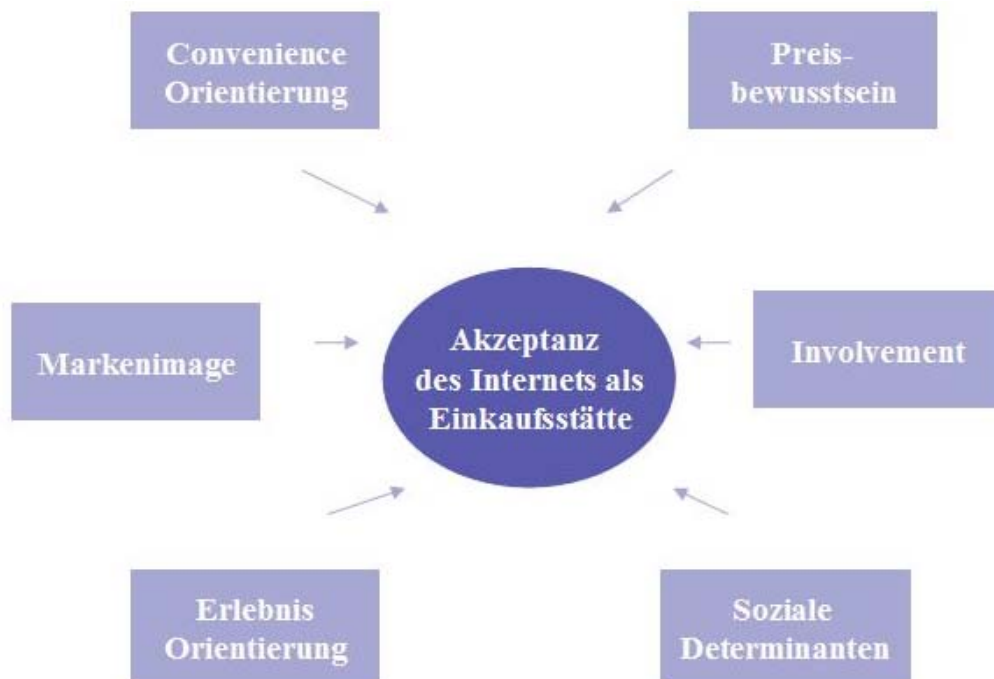 Convenience
Orientierung
Preis-
bewusstsein
Markenimage
Akzeptanz
des Internets als
Einkaufsstätte
Involvement
Erlebnis
Orientierung
Soziale
Determinanten